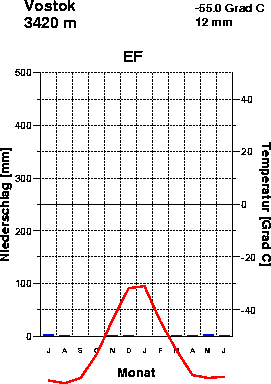 Vostok -55.0 Grad C
3420 m 12 mm
EF
500
400
300
200
100
0
Niederschlag [mm]
40
20
0
-20
-40
Temperatur [Grad C]
J A S O N D J F M A M J
Monat